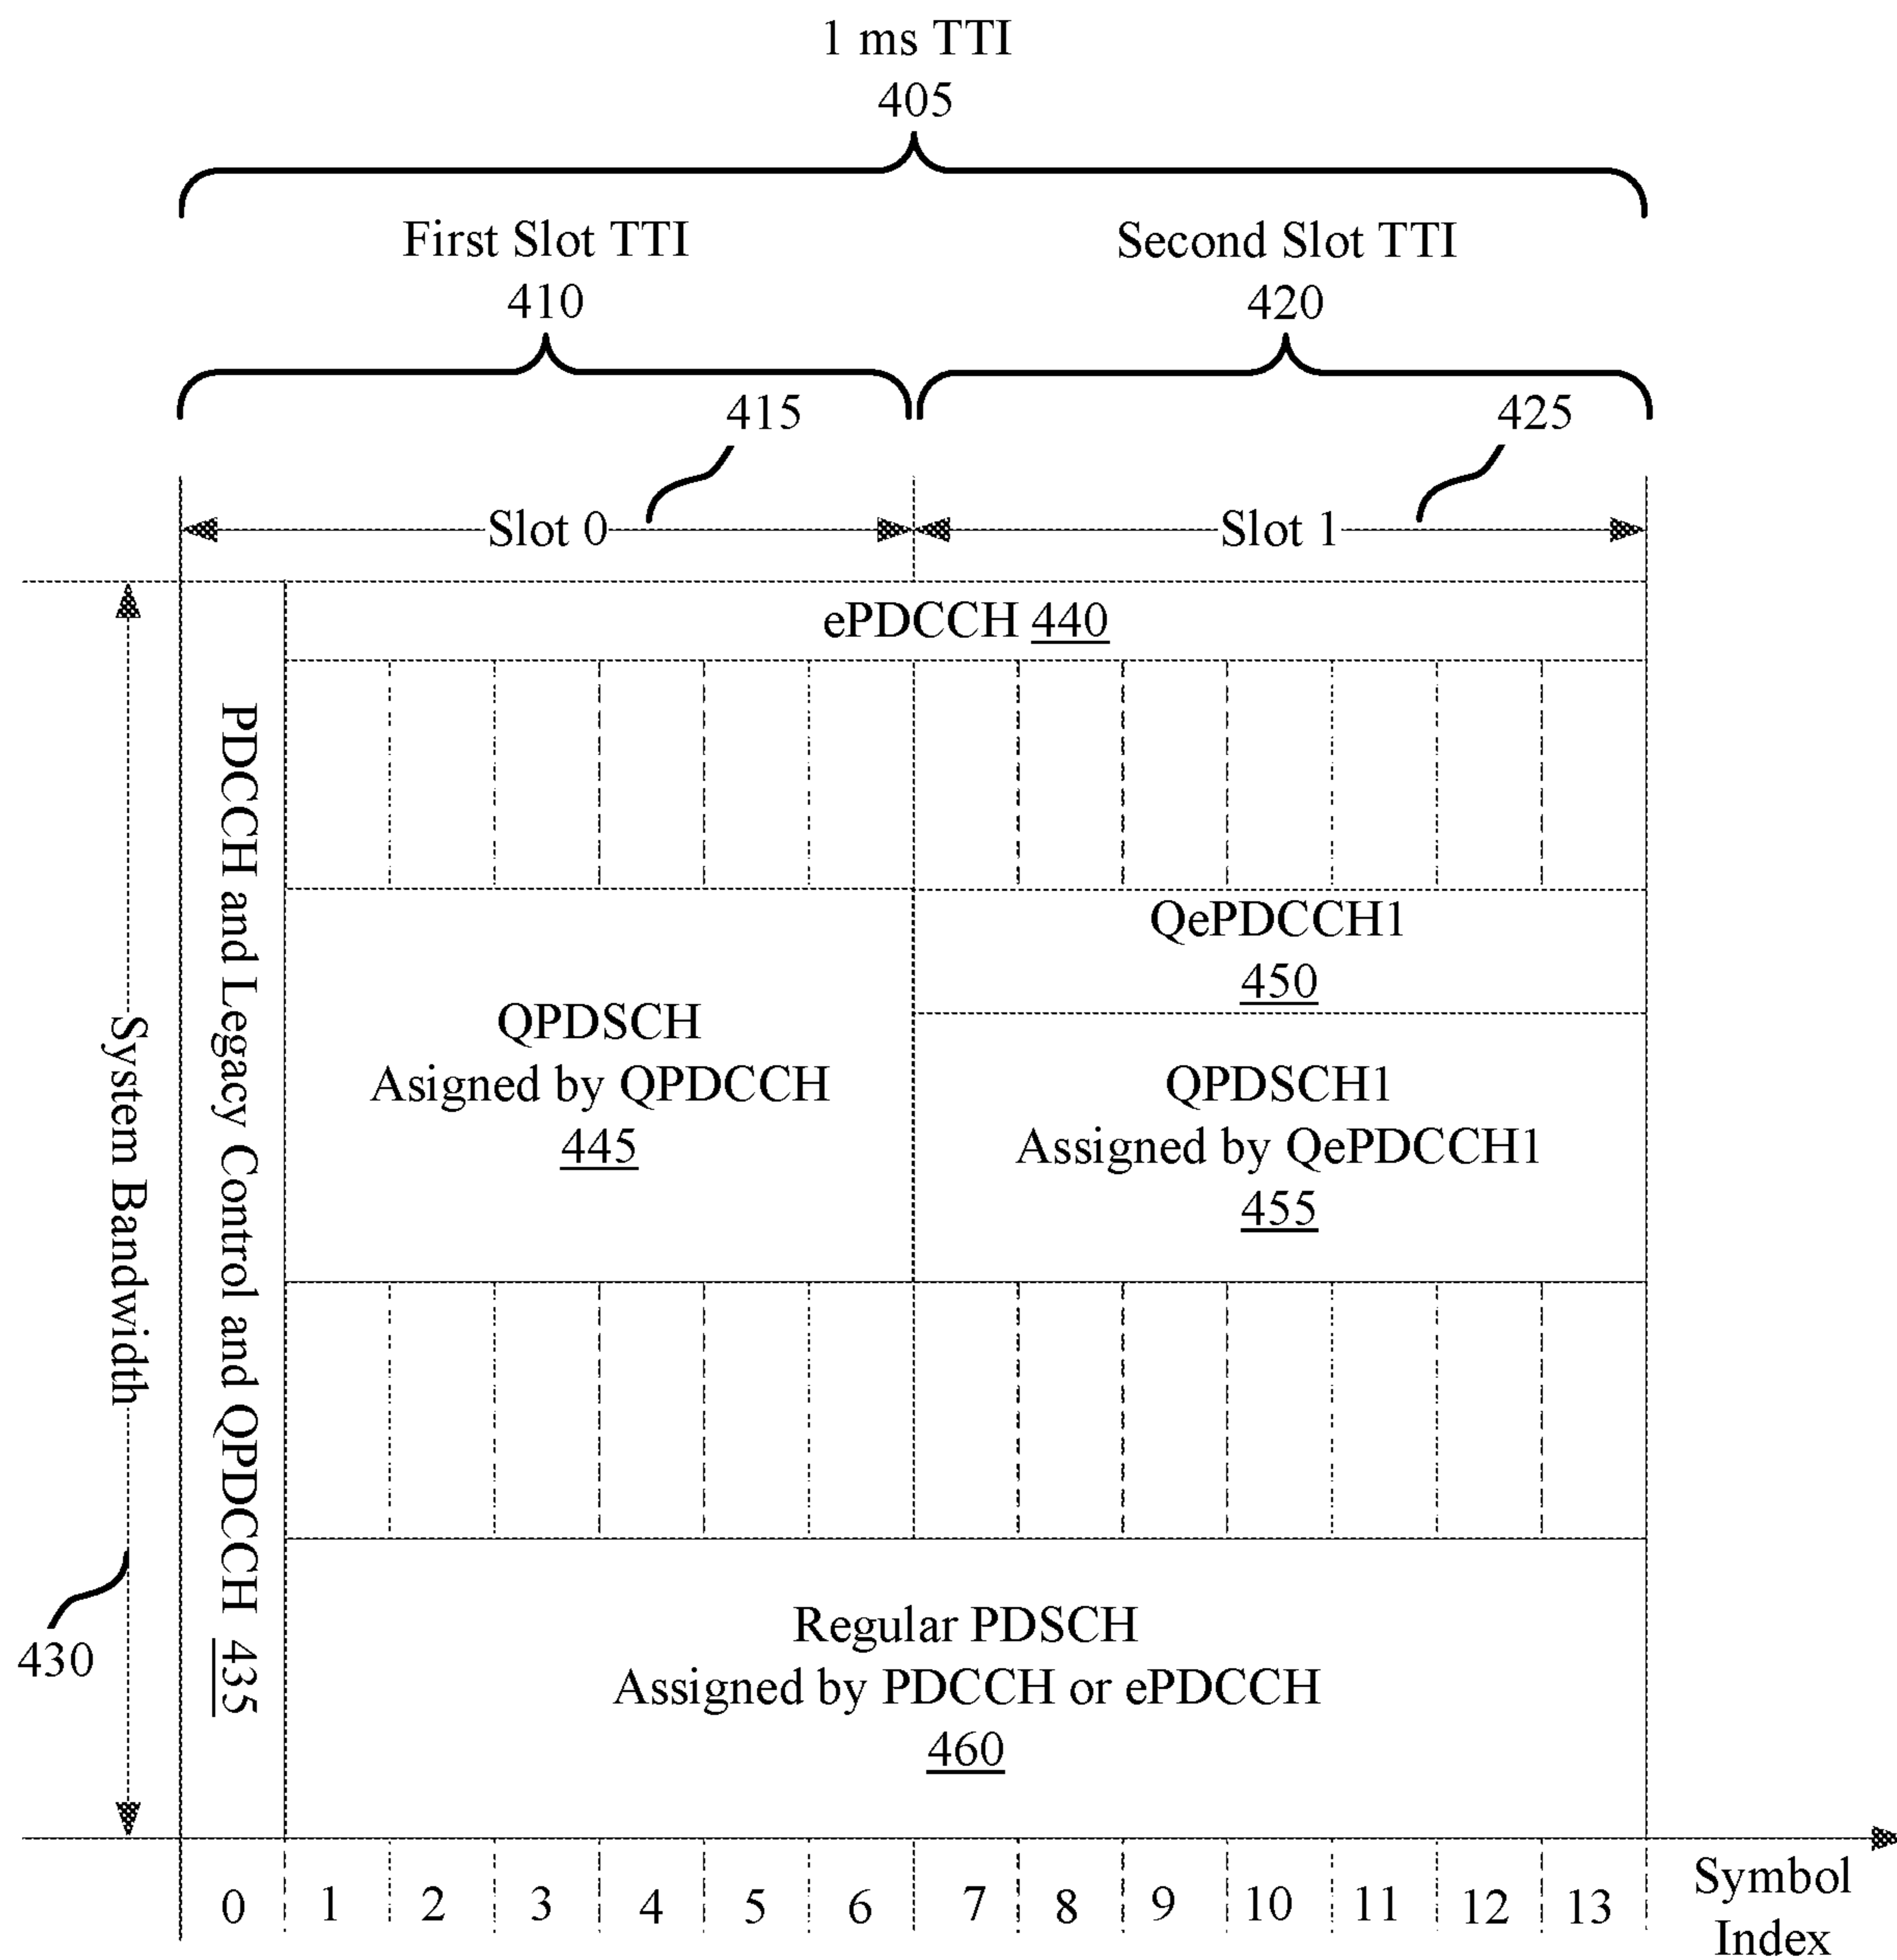 1 ms TTI
405
First Slot TTI
410
Second Slot TTI
420
415
425
Slot 0
Slot 1
ePDCCH 440
PDCCH and Legacy Control and QPDCCH 435
System Bandwidth
430
QPDSCH
Asigned by QPDCCH
445
QePDCCH1
450
QPDSCH1
Assigned by QePDCCH1
455
Regular PDSCH
Assigned by PDCCH or ePDCCH
460
0 1 2 3 4 5 6 7 8 9 10 11 12 13
Symbol
Index